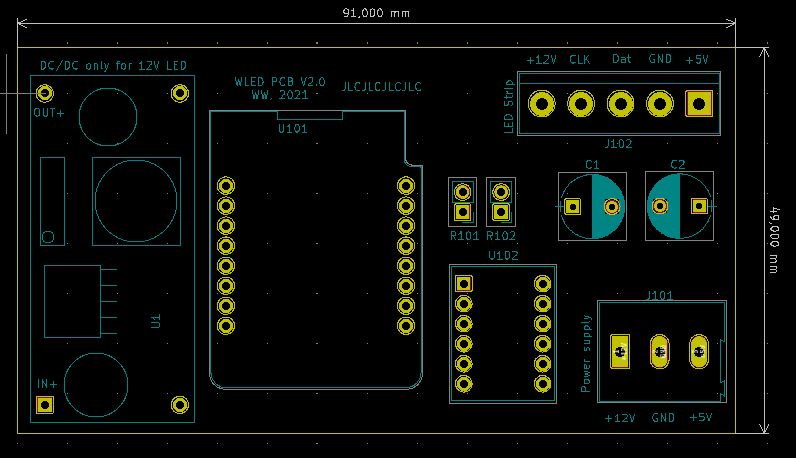 91,000 mm
DC/DC only for 12V LED
OUT+
WLED PCB V2.0
WW, 2021
JLCJLCJLCJLC
U101
+12V CLK Dat GND +5V
LED Strip
J102
C1
C2
R101 R102
U102
49,000 mm
U1
IN+
J101
Power supply
+12V GND +5V